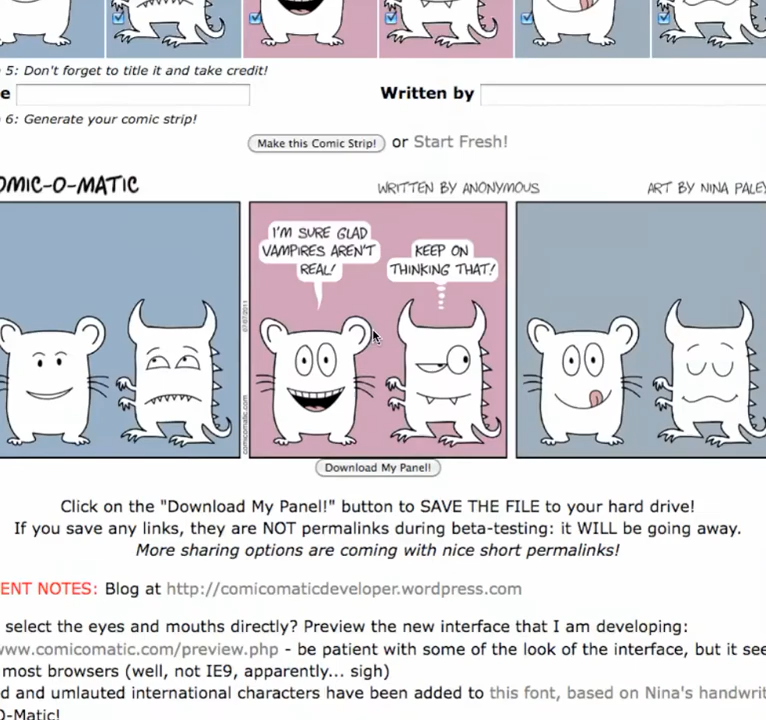 5: Don't forget to title it and take credit!
e Written by
6: Generate your comic strip!
Make this Comic Strip! or Start Fresh!
OMIC-O-MATIC WRITTEN BY ANONYMOUS ART BY NINA PALEY
I'M SURE GLAD
VAMPIRES AREN'T
REAL!
KEEP ON
THINKING THAT!
07/07/2011
comicomatic.com
Download My Panel!
Click on the "Download My Panel!" button to SAVE THE FILE to your hard drive!
If you save any links, they are NOT permalinks during beta-testing: it WILL be going away.
More sharing options are coming with nice short permalinks!
ENT NOTES: Blog at http://comicomaticdeveloper.wordpress.com
select the eyes and mouths directly? Preview the new interface that I am developing:
www.comicomatic.com/preview.php - be patient with some of the look of the interface, but it see
most browsers (well, not IE9, apparently... sigh)
d and umlauted international characters have been added to this font, based on Nina's handwrit
O-Matic!